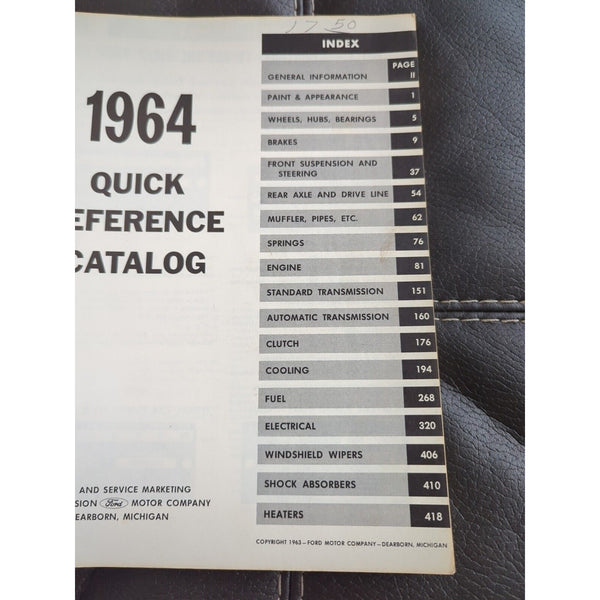 17 50
INDEX
PAGE
GENERAL INFORMATION II
PAINT & APPEARANCE 1
WHEELS, HUBS, BEARINGS 5
BRAKES 9
FRONT SUSPENSION AND
STEERING 37
REAR AXLE AND DRIVE LINE 54
MUFFLER, PIPES, ETC. 62
SPRINGS 76
ENGINE 81
STANDARD TRANSMISSION 151
AUTOMATIC TRANSMISSION 160
CLUTCH 176
COOLING 194
FUEL 268
ELECTRICAL 320
WINDSHIELD WIPERS 406
SHOCK ABSORBERS 410
HEATERS 418
COPYRIGHT 1963—FORD MOTOR COMPANY—DEARBORN, MICHIGAN
1964
QUICK
EFERENCE
CATALOG
AND SERVICE MARKETING
SION Ford MOTOR COMPANY
EARBORN, MICHIGAN